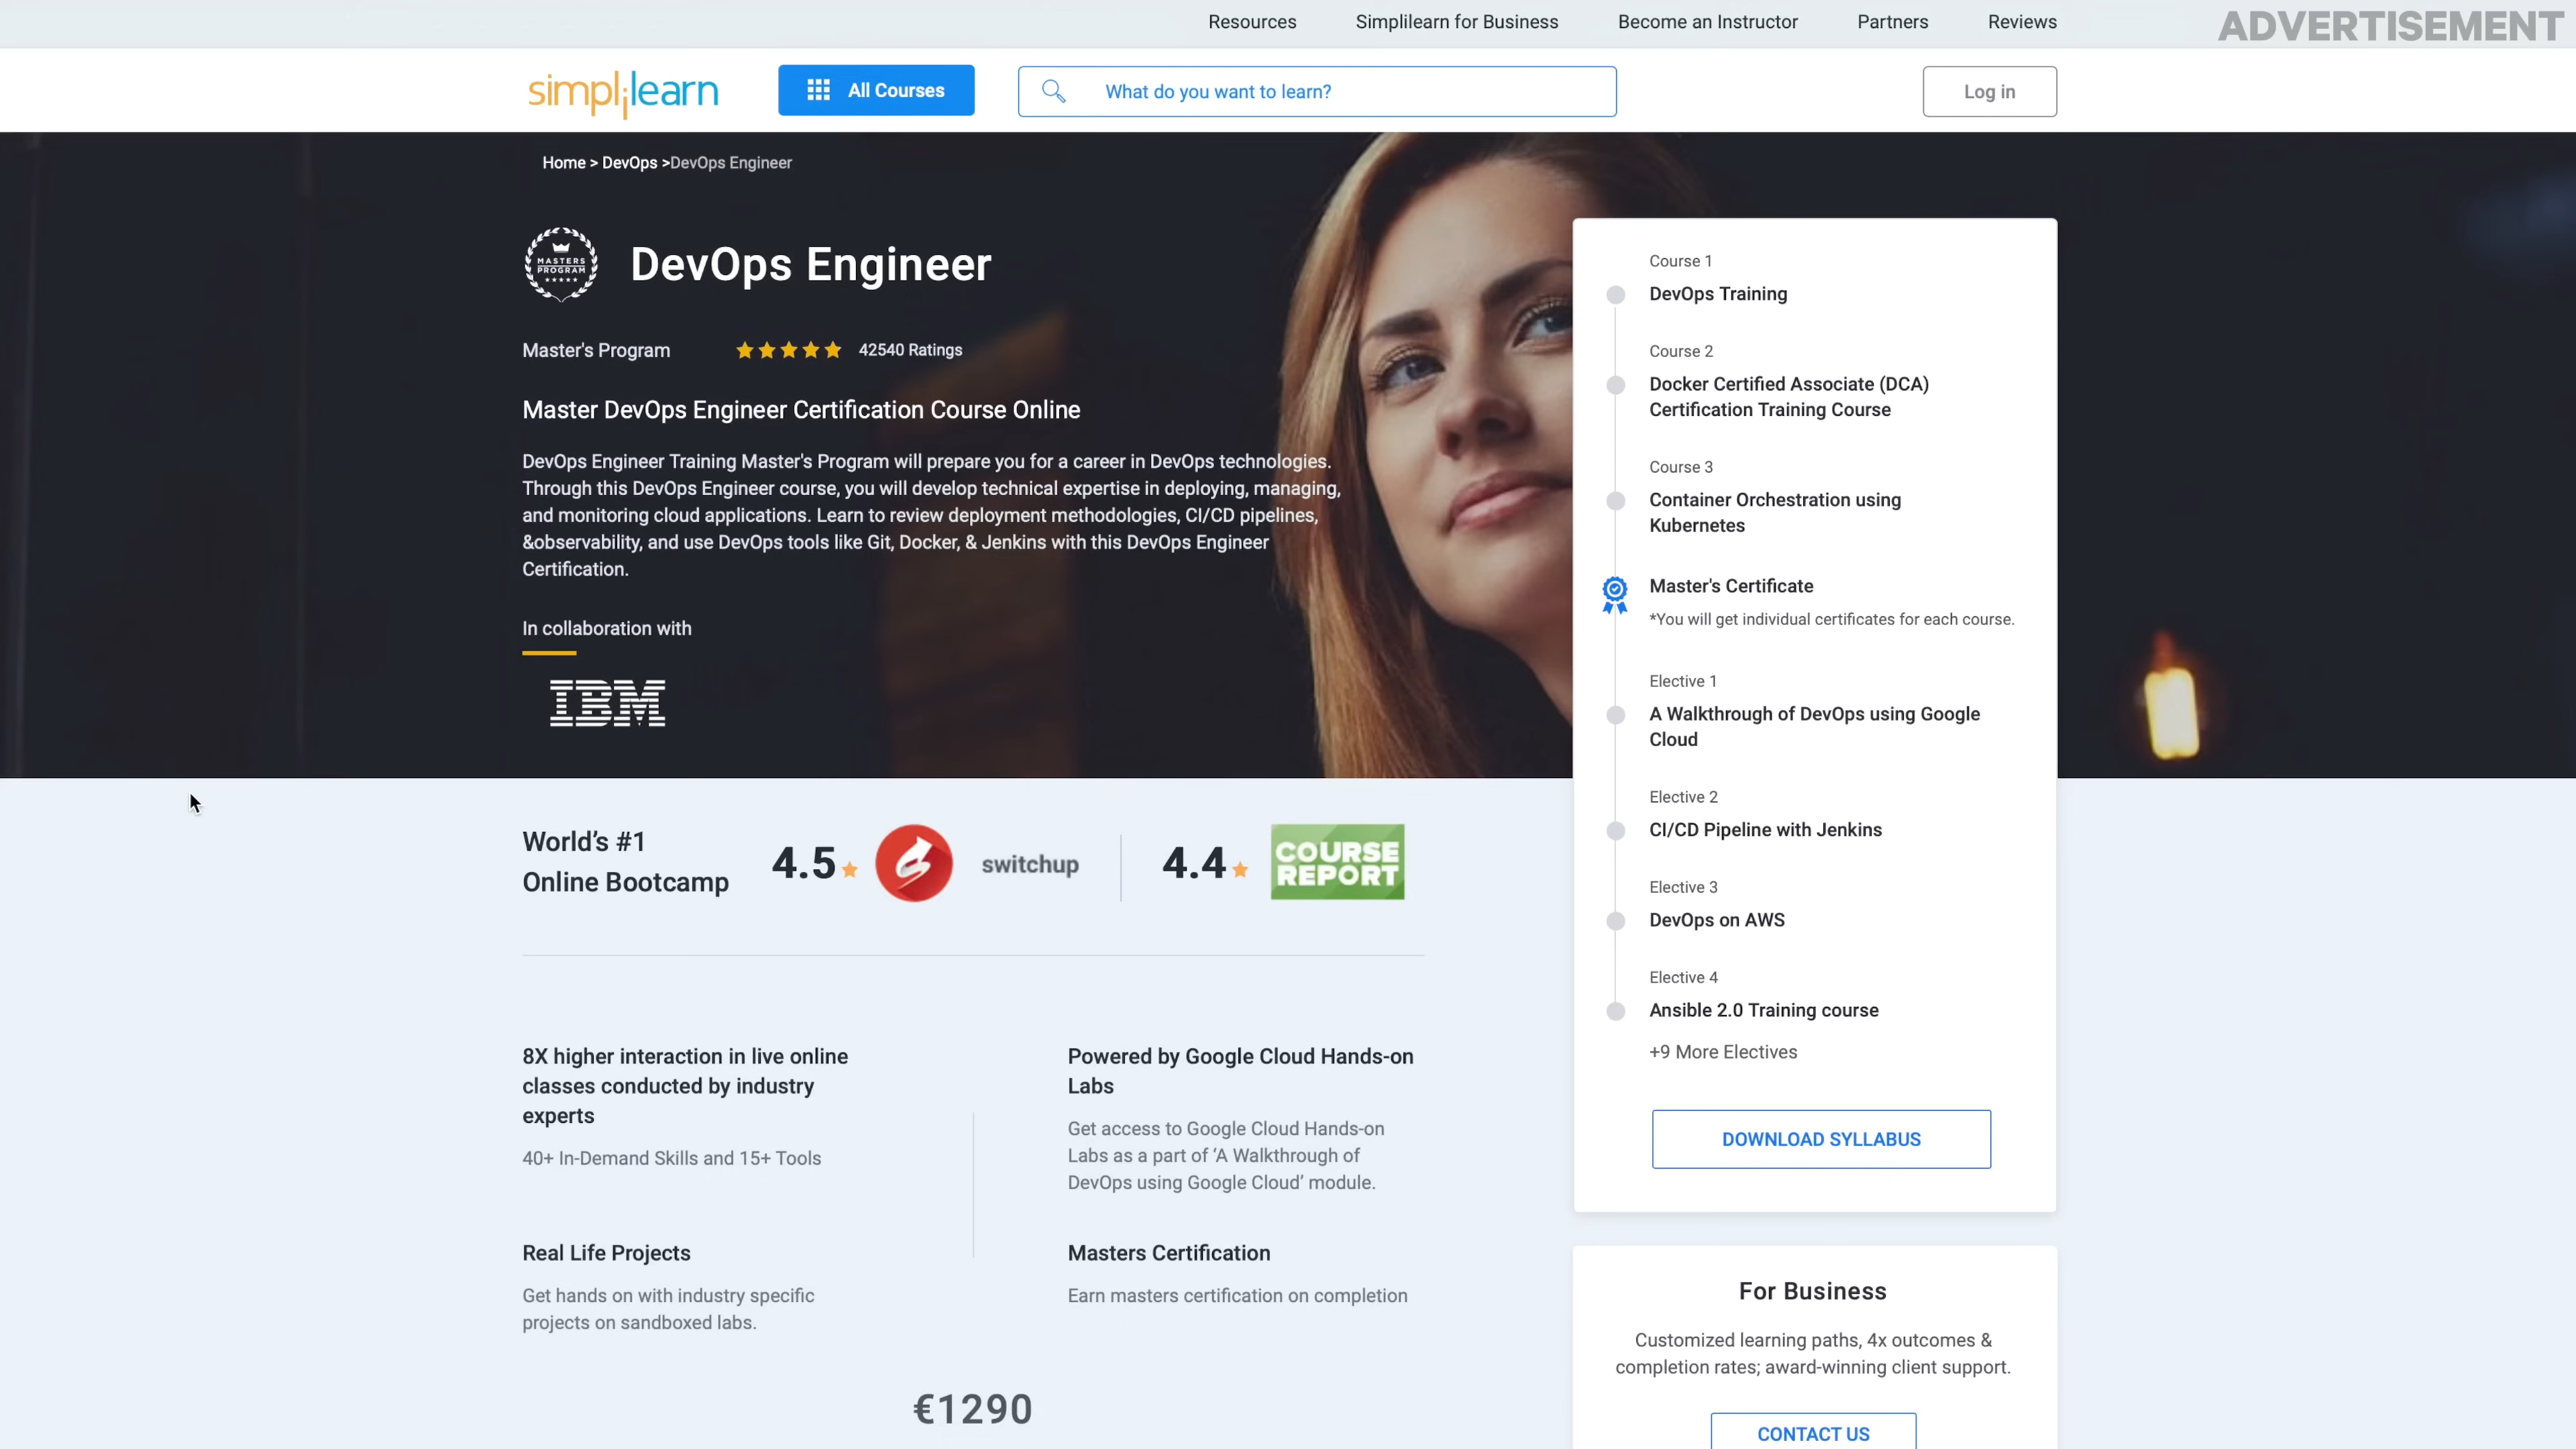 Resources Simplilearn for Business Become an Instructor Partners Reviews
ADVERTISEMENT
simplilearn
All Courses
What do you want to learn?
Log in
Home > DevOps >DevOps Engineer
MASTERS
PROGRAM
DevOps Engineer
Master's Program
42540 Ratings
Master DevOps Engineer Certification Course Online
DevOps Engineer Training Master's Program will prepare you for a career in DevOps technologies.
Through this DevOps Engineer course, you will develop technical expertise in deploying, managing,
and monitoring cloud applications. Learn to review deployment methodologies, CI/CD pipelines,
&observability, and use DevOps tools like Git, Docker, & Jenkins with this DevOps Engineer
Certification.
In collaboration with
IBM
Course 1
DevOps Training
Course 2
Docker Certified Associate (DCA)
Certification Training Course
Course 3
Container Orchestration using
Kubernetes
Master's Certificate
*You will get individual certificates for each course.
Elective 1
A Walkthrough of DevOps using Google
Cloud
Elective 2
CI/CD Pipeline with Jenkins
Elective 3
DevOps on AWS
Elective 4
Ansible 2.0 Training course
+9 More Electives
DOWNLOAD SYLLABUS
World's #1
Online Bootcamp
4.5
switchup
4.4
COURSE
REPORT
8X higher interaction in live online
classes conducted by industry
experts
40+ In-Demand Skills and 15+ Tools
Powered by Google Cloud Hands-on
Labs
Get access to Google Cloud Hands-on
Labs as a part of ‘A Walkthrough of
DevOps using Google Cloud’ module.
Real Life Projects
Get hands on with industry specific
projects on sandboxed labs.
Masters Certification
Earn masters certification on completion
€1290
For Business
Customized learning paths, 4x outcomes &
completion rates; award-winning client support.
CONTACT US